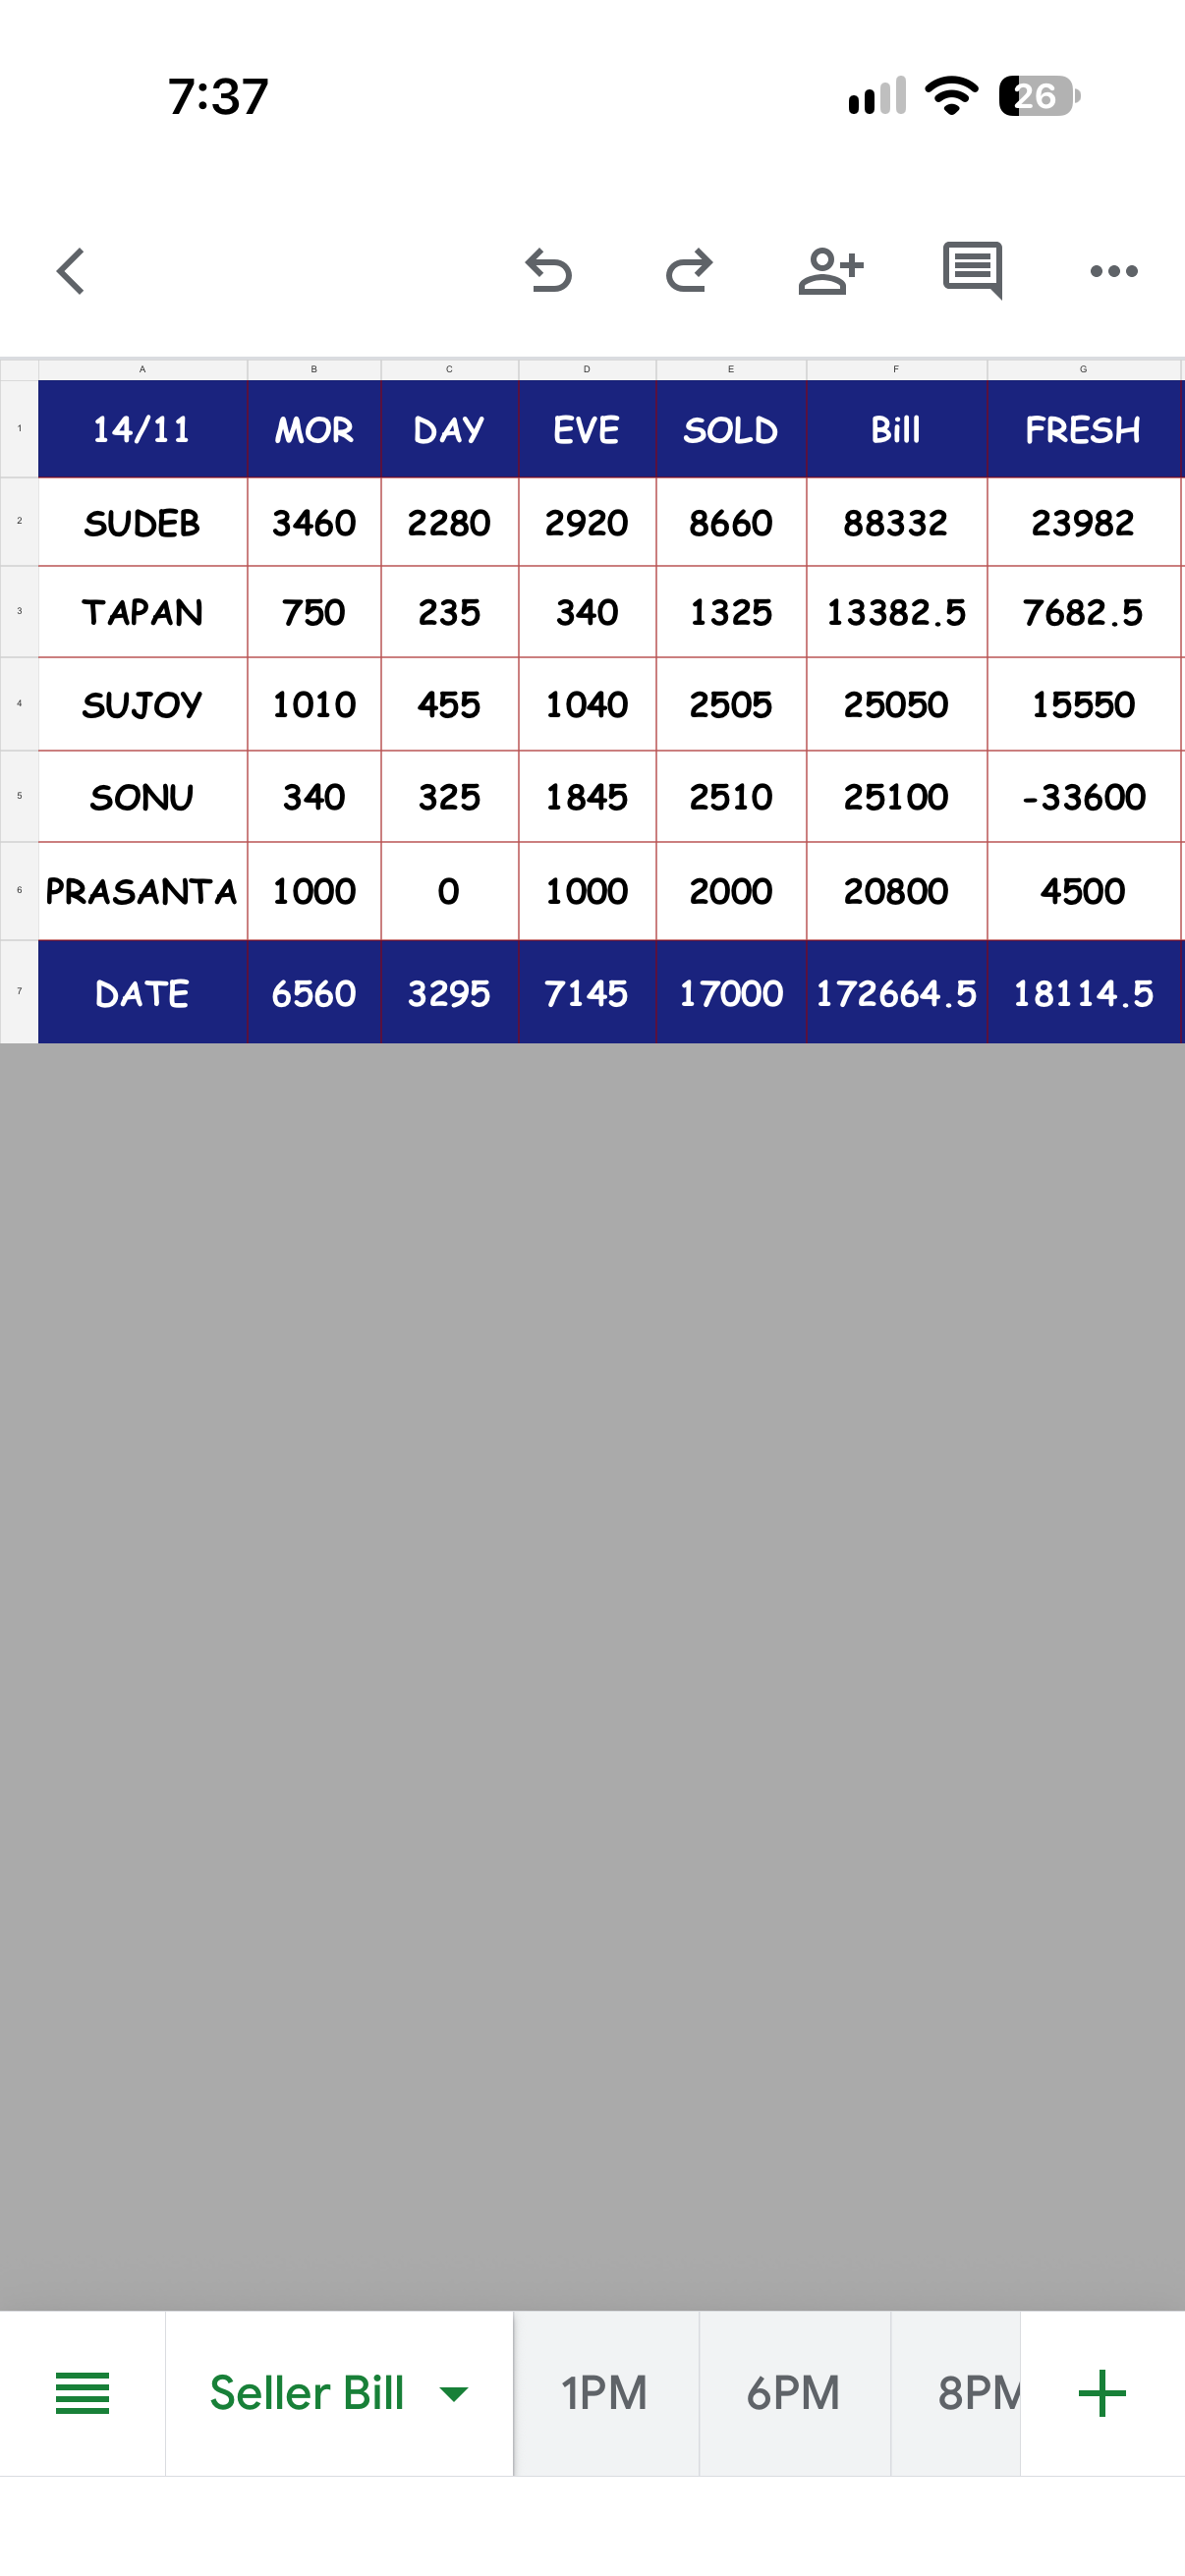 7:37
26
A B C D E F G
1 14/11 MOR DAY EVE SOLD Bill FRESH
2 SUDEB 3460 2280 2920 8660 88332 23982
3 TAPAN 750 235 340 1325 13382.5 7682.5
4 SUJOY 1010 455 1040 2505 25050 15550
5 SONU 340 325 1845 2510 25100 -33600
6 PRASANTA 1000 0 1000 2000 20800 4500
7 DATE 6560 3295 7145 17000 172664.5 18114.5
Seller Bill 1PM 6PM 8PM